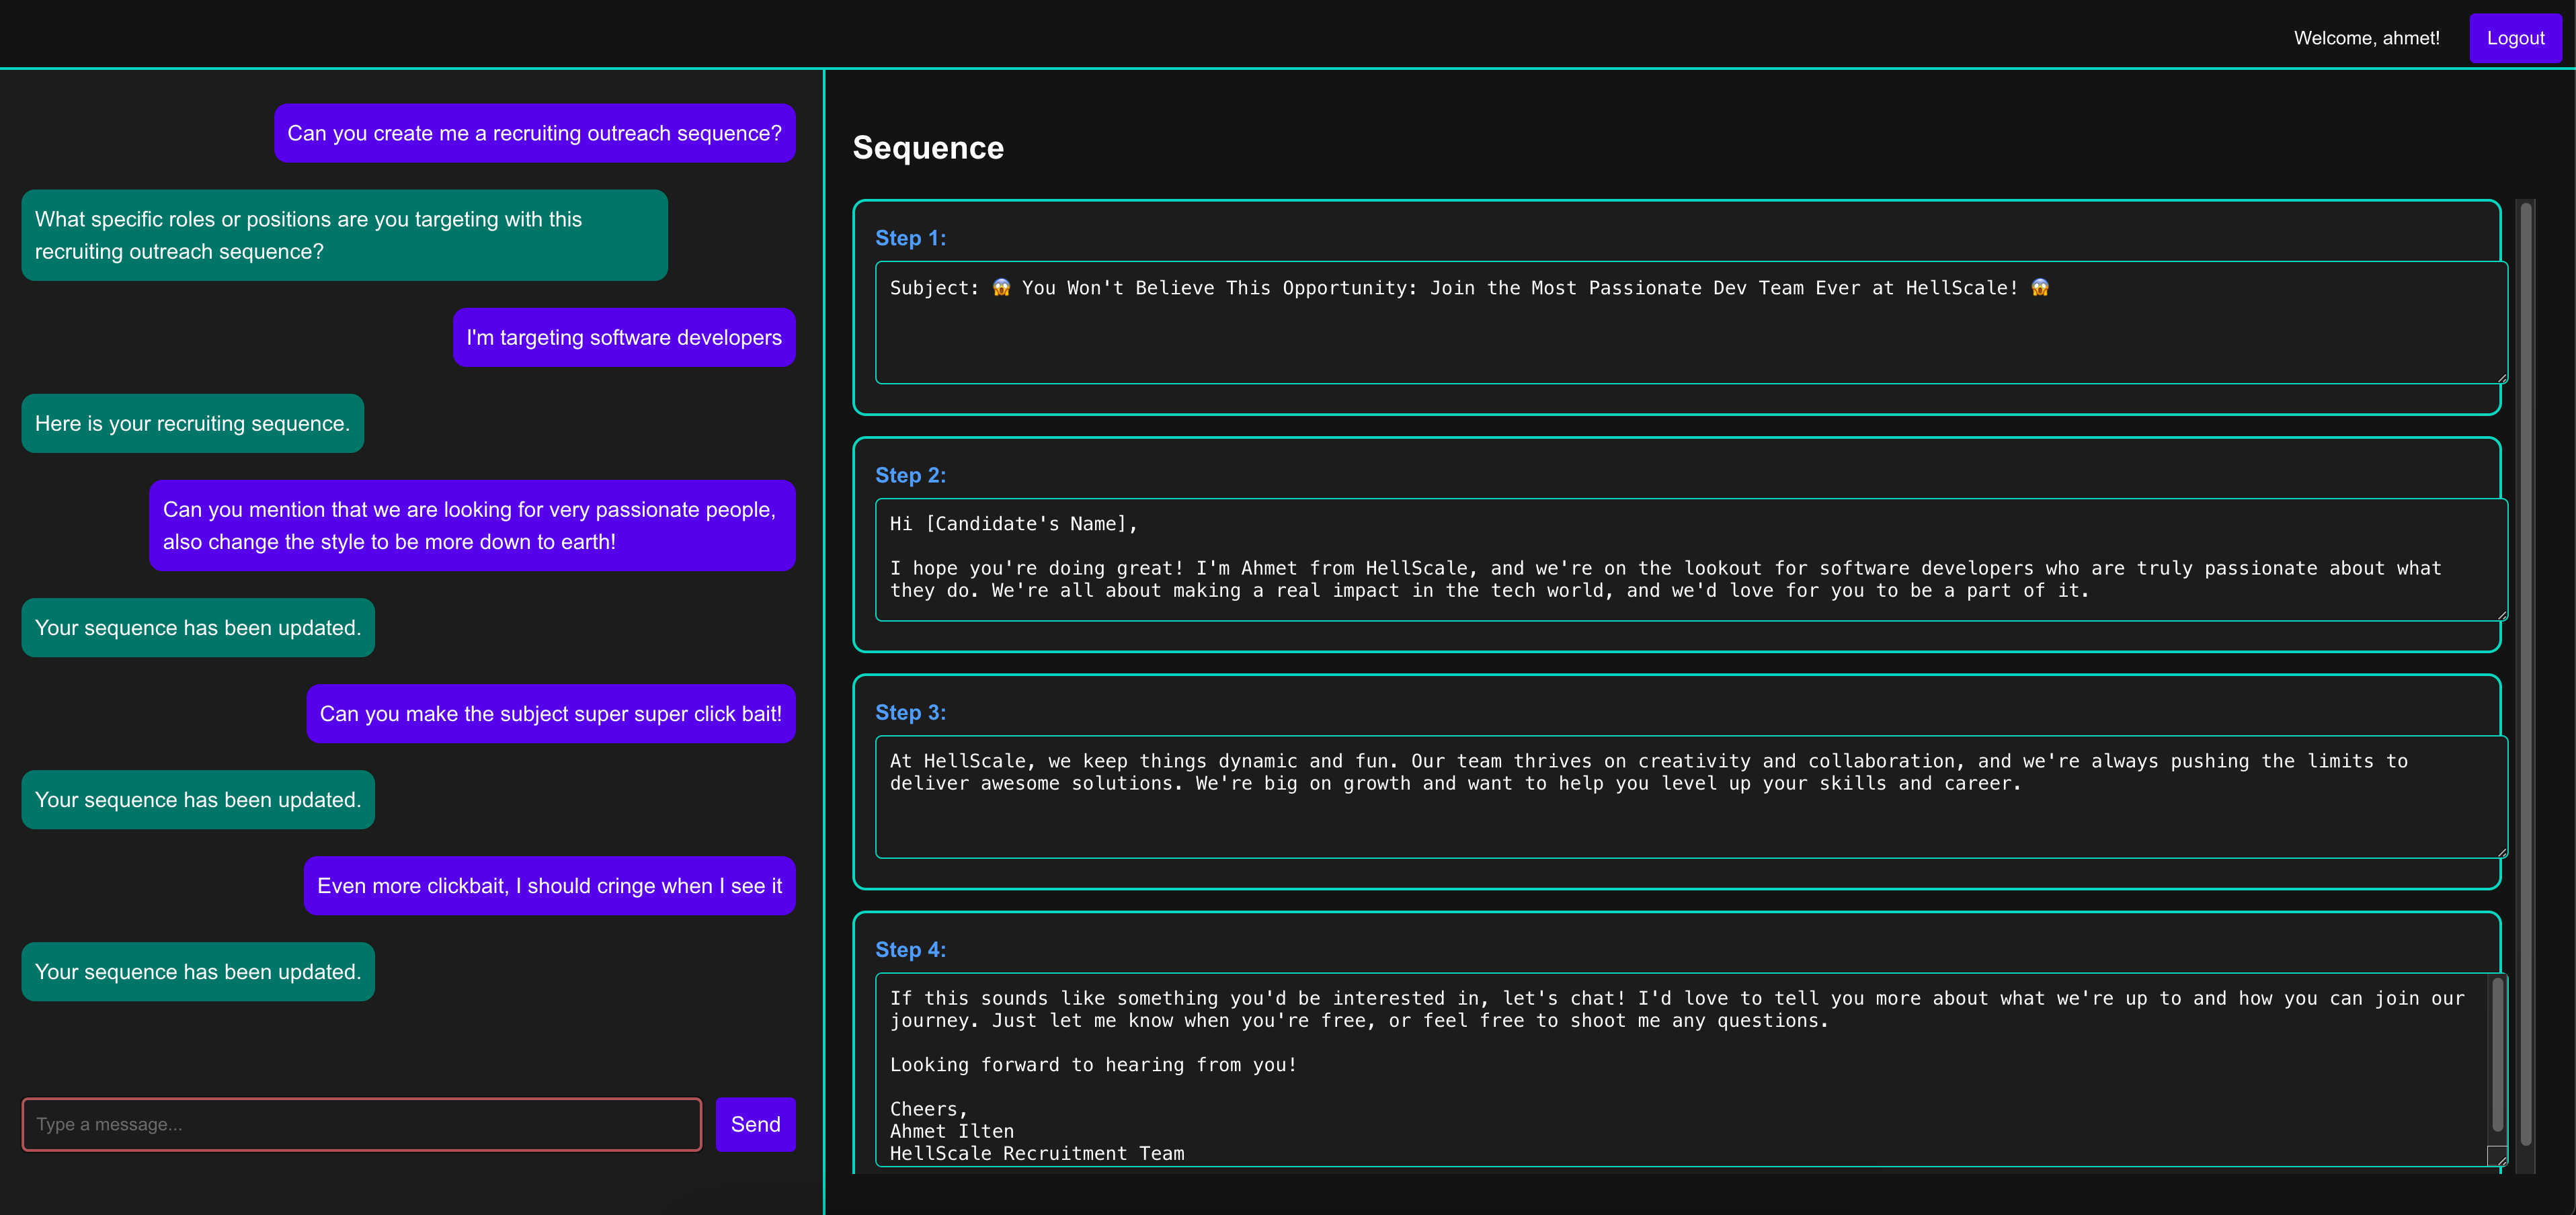 Welcome, ahmet!
Logout
Can you create me a recruiting outreach sequence?
What specific roles or positions are you targeting with this
recruiting outreach sequence?
I'm targeting software developers
Here is your recruiting sequence.
Can you mention that we are looking for very passionate people,
also change the style to be more down to earth!
Your sequence has been updated.
Can you make the subject super super click bait!
Your sequence has been updated.
Even more clickbait, I should cringe when I see it
Your sequence has been updated.
Type a message...
Send
Sequence
Step 1:
Subject: 😱 You Won't Believe This Opportunity: Join the Most Passionate Dev Team Ever at HellScale! 😱
Step 2:
Hi [Candidate's Name],
I hope you're doing great! I'm Ahmet from HellScale, and we're on the lookout for software developers who are truly passionate about what
they do. We're all about making a real impact in the tech world, and we'd love for you to be a part of it.
Step 3:
At HellScale, we keep things dynamic and fun. Our team thrives on creativity and collaboration, and we're always pushing the limits to
deliver awesome solutions. We're big on growth and want to help you level up your skills and career.
Step 4:
If this sounds like something you'd be interested in, let's chat! I'd love to tell you more about what we're up to and how you can join our
journey. Just let me know when you're free, or feel free to shoot me any questions.
Looking forward to hearing from you!
Cheers,
Ahmet Ilten
HellScale Recruitment Team